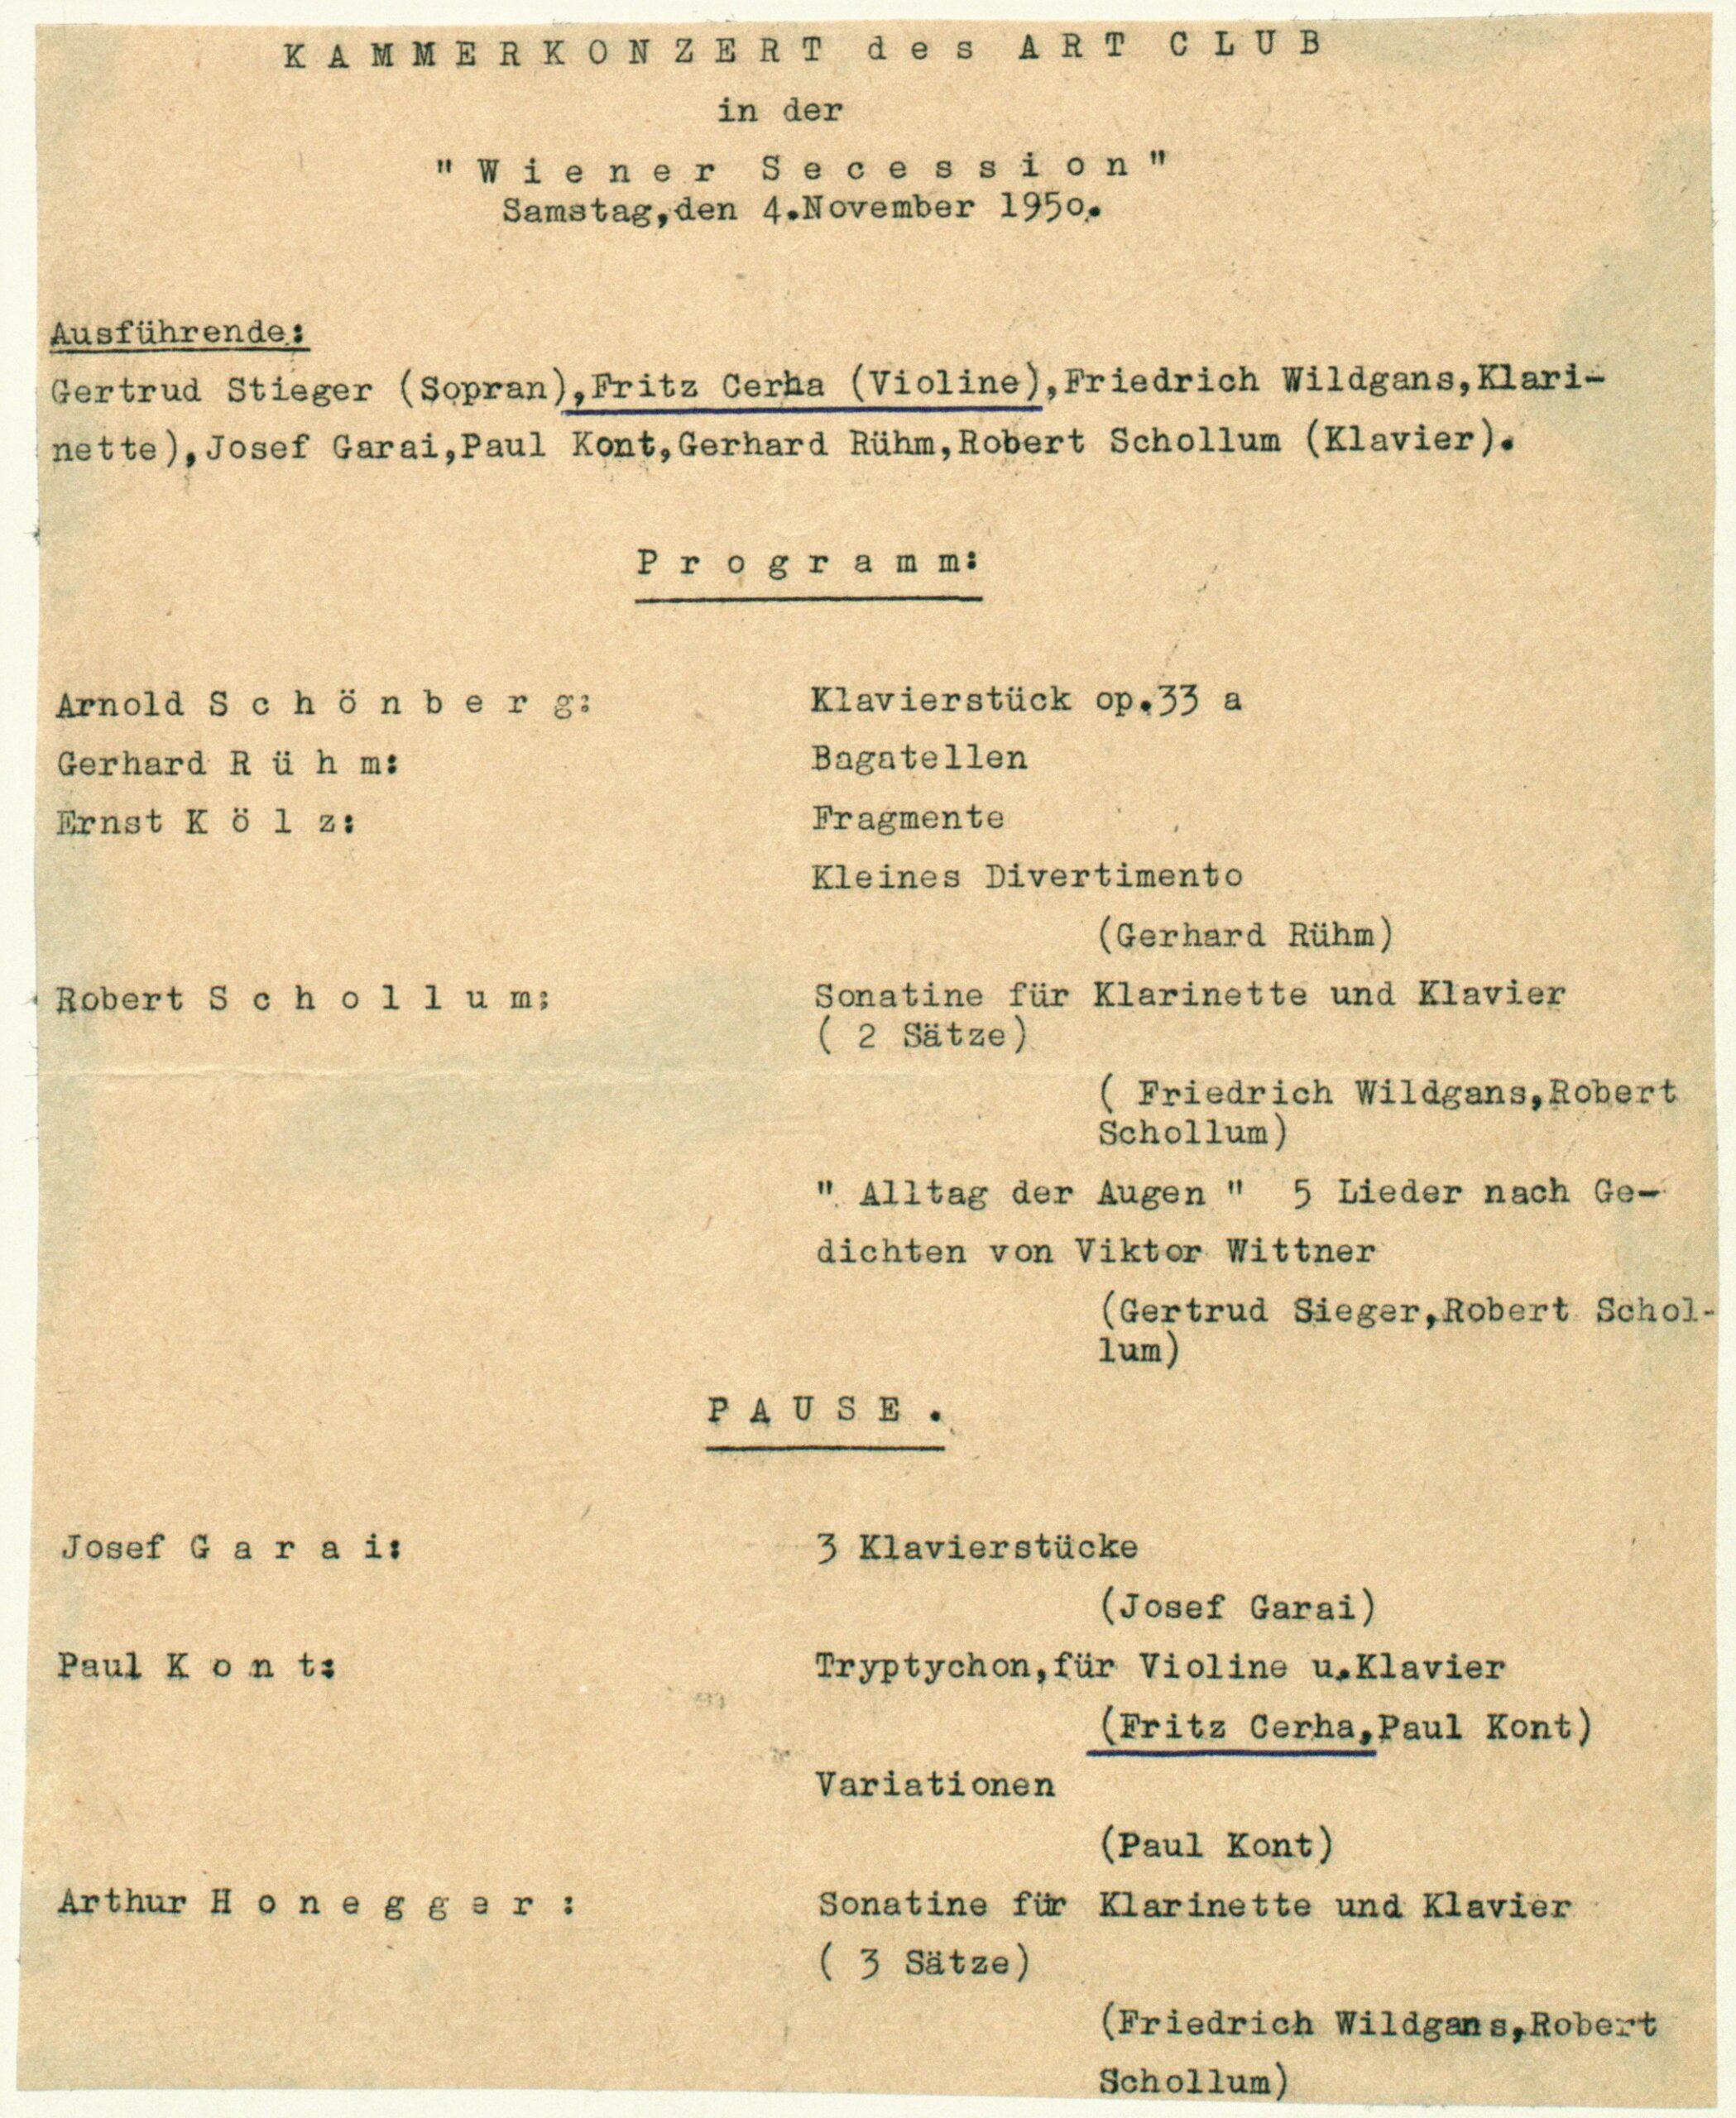 KAMMERKONZERT des ART CLUB
in der
"Wiener Secession"
Samstag,den 4.November 1950.
Ausführende:
Gertrud Stieger (Sopran),Fritz Cerha (Violine),Friedrich Wildgans,Klari-
nette),Josef Garai,Paul Kont,Gerhard Rühm,Robert Schollum (Klavier).
Programm:
Arnold Schönberg: Klavierstück op.33 a
Gerhard Rühm: Bagatellen
Ernst Kölz: Fragmente
Kleines Divertimento
(Gerhard Rühm)
Robert Schollum: Sonatine für Klarinette und Klavier
( 2 Sätze)
( Friedrich Wildgans,Robert
Schollum)
" Alltag der Augen " 5 Lieder nach Ge-
dichten von Viktor Wittner
(Gertrud Sieger,Robert Schol-
lum)
PAUSE.
Josef Garai: 3 Klavierstücke
(Josef Garai)
Paul Kont: Tryptychon,für Violine u.Klavier
(Fritz Cerha,Paul Kont)
Variationen
(Paul Kont)
Arthur Honegger : Sonatine für Klarinette und Klavier
( 3 Sätze)
(Friedrich Wildgans,Robert
Schollum)